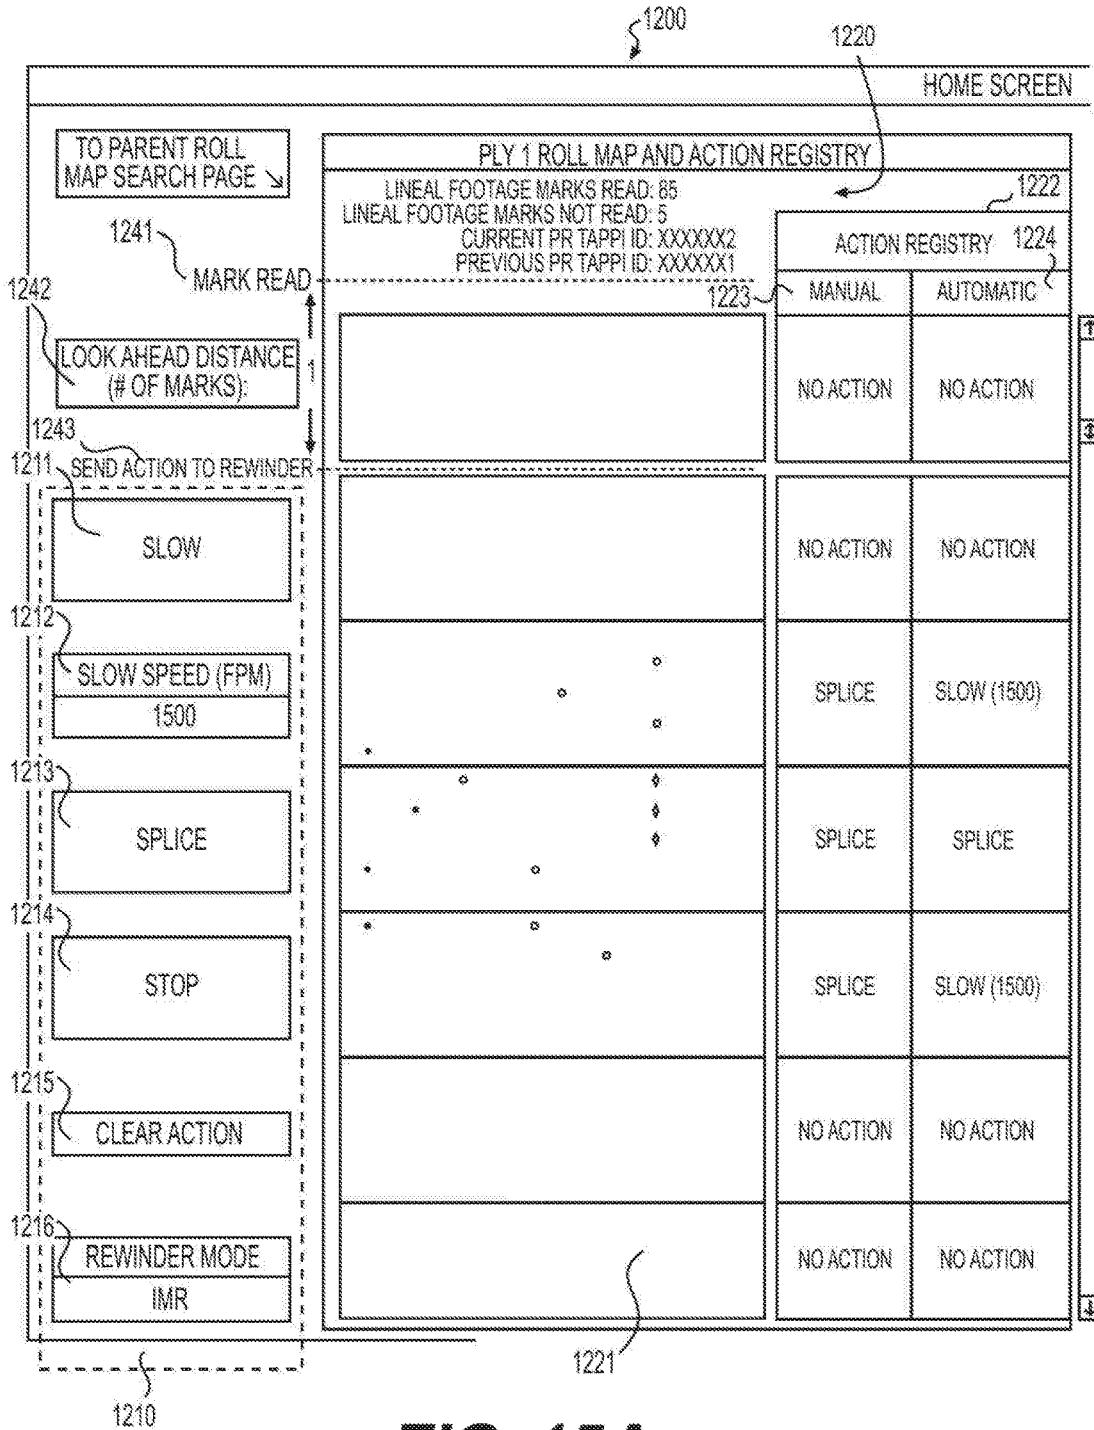 1200
1220
HOME SCREEN
TO PARENT ROLL
MAP SEARCH PAGE
PLY 1 ROLL MAP AND ACTION REGISTRY
LINEAL FOOTAGE MARKS READ: 85
LINEAL FOOTAGE MARKS NOT READ: 5
CURRENT PR TAPPI ID: XXXXXX2
PREVIOUS PR TAPPI ID: XXXXXX1
1222
ACTION REGISTRY
1224
1223
MANUAL
AUTOMATIC
1241
MARK READ
1242
LOOK AHEAD DISTANCE
(# OF MARKS):
1
NO ACTION
NO ACTION
1243
SEND ACTION TO REWINDER
1211
SLOW
NO ACTION
NO ACTION
1212
SLOW SPEED (FPM)
1500
SPLICE
SLOW (1500)
1213
SPLICE
SPLICE
SPLICE
1214
STOP
SPLICE
SLOW (1500)
1215
CLEAR ACTION
NO ACTION
NO ACTION
1216
REWINDER MODE
IMR
NO ACTION
NO ACTION
1221
1210